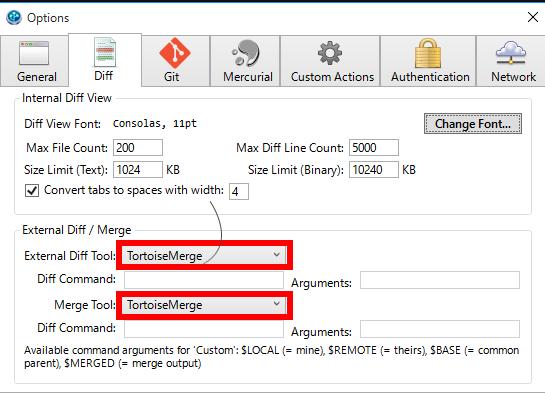 Options
General Diff Git Mercurial Custom Actions Authentication Network
Internal Diff View
Diff View Font: Consolas, 11pt Change Font...
Max File Count: 200 Max Diff Line Count: 5000
Size Limit (Text): 1024 KB Size Limit (Binary): 10240 KB
Convert tabs to spaces with width: 4
External Diff / Merge
External Diff Tool: TortoiseMerge
Diff Command: Arguments:
Merge Tool: TortoiseMerge
Diff Command: Arguments:
Available command arguments for 'Custom': $LOCAL (= mine), $REMOTE (= theirs), $BASE (= common
parent), $MERGED (= merge output)